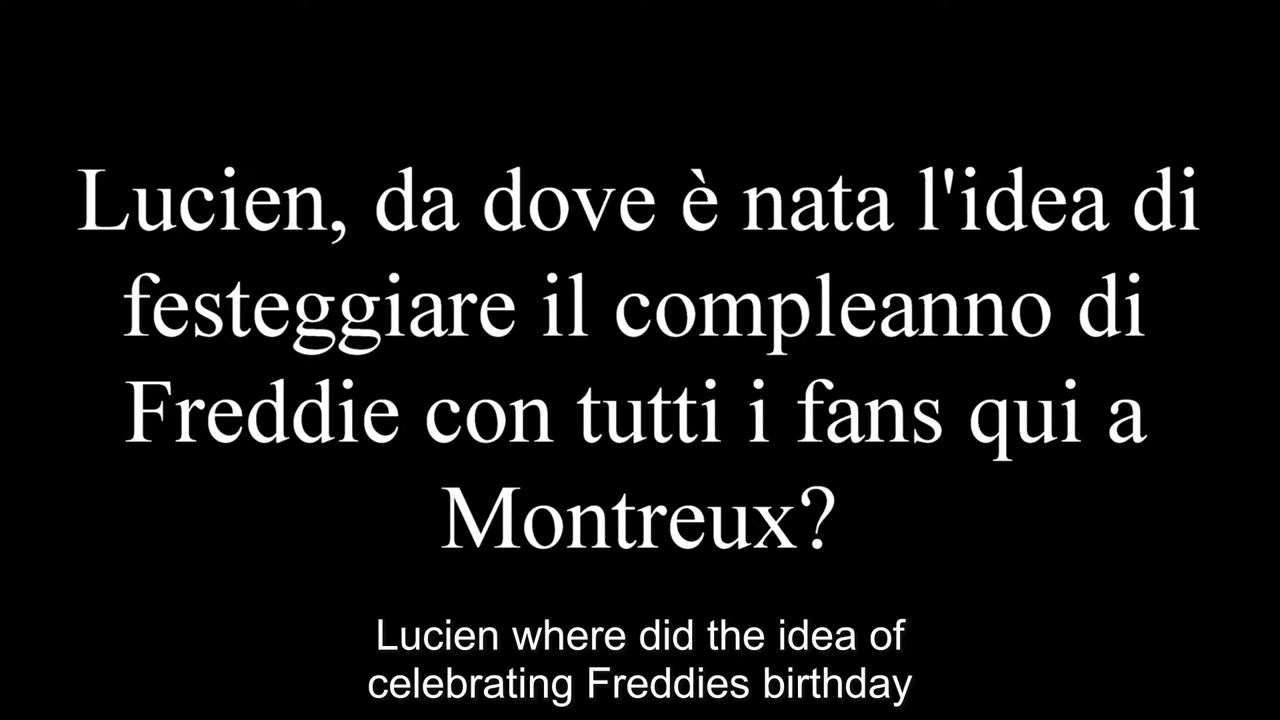 Lucien, da dove è nata l'idea di
festeggiare il compleanno di
Freddie con tutti i fans qui a
Montreux?
Lucien where did the idea of
celebrating Freddies birthday